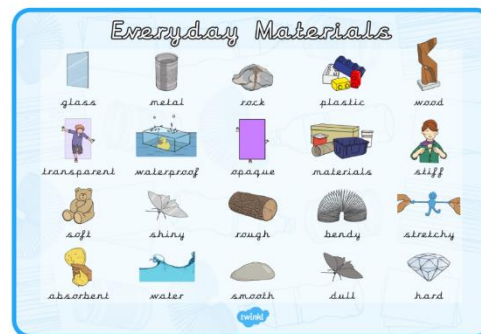 Everyday Materials
glass metal rock plastic wood
transparent waterproof opaque materials stiff
soft shiny rough bendy stretchy
absorbent water smooth dull hard
twinkl